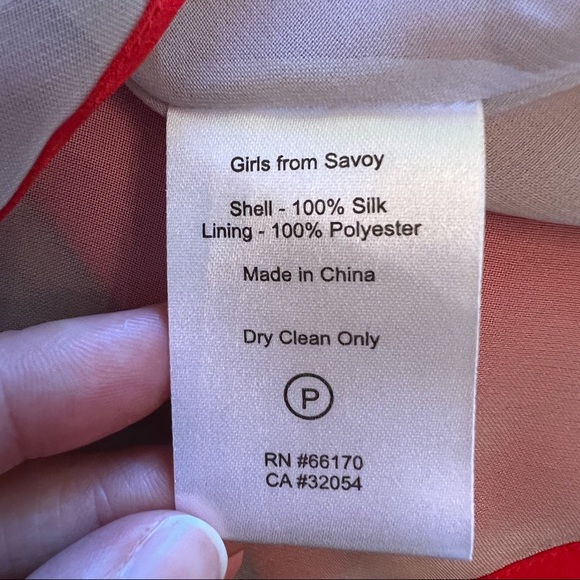 Girls from Savoy
Shell - 100% Silk
Lining - 100% Polyester
Made in China
Dry Clean Only
P
RN #66170
CA #32054